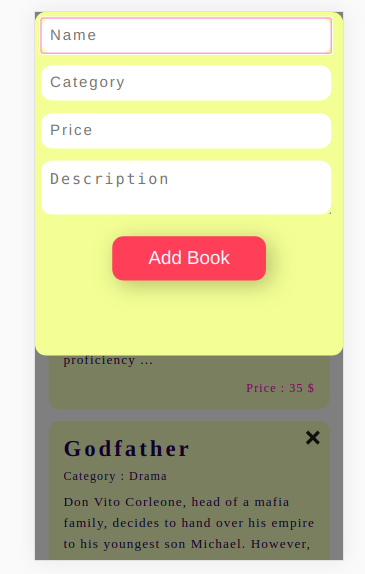 Name
Category
Price
Description
Add Book
proficiency ...
Price : 35 $
Godfather
Category : Drama
Don Vito Corleone, head of a mafia
family, decides to hand over his empire
to his youngest son Michael. However,